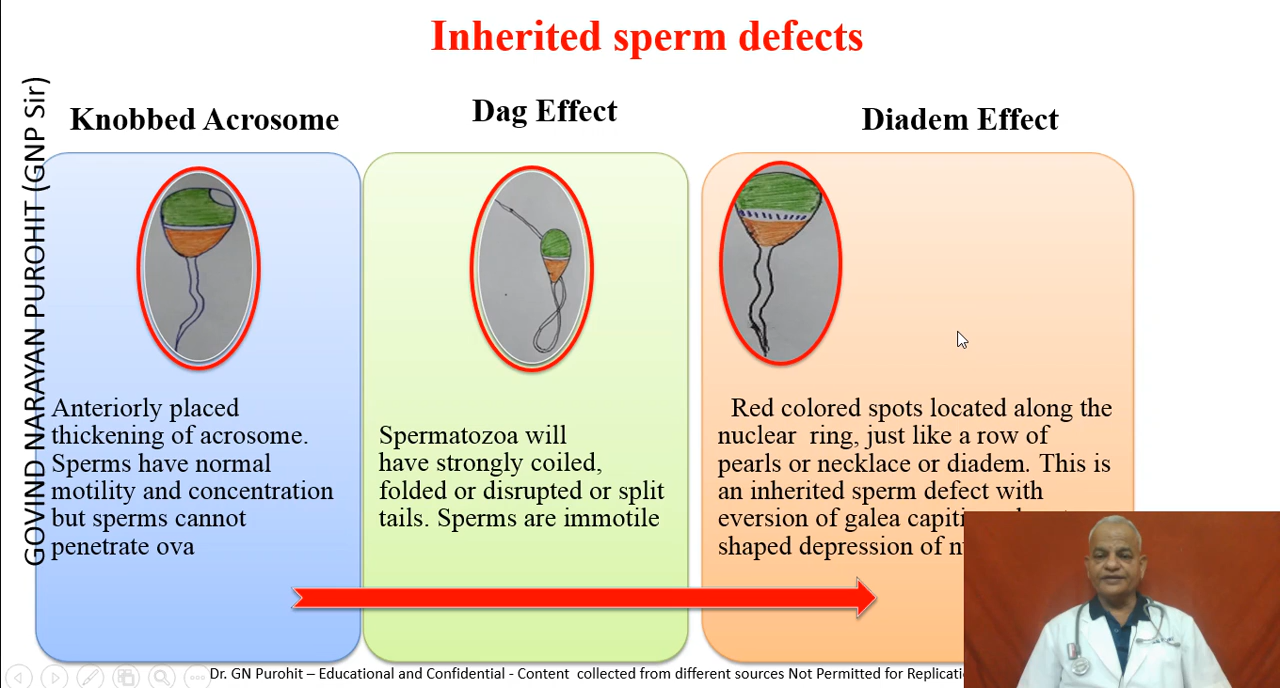 Inherited sperm defects
GOVIND NARAYAN PUROHIT (GNP Sir)
Knobbed Acrosome
Anteriorly placed
thickening of acrosome.
Sperms have normal
motility and concentration
but sperms cannot
penetrate ova
Dag Effect
Spermatozoa will
have strongly coiled,
folded or disrupted or split
tails. Sperms are immotile
Diadem Effect
Red colored spots located along the
nuclear ring, just like a row of
pearls or necklace or diadem. This is
an inherited sperm defect with
eversion of galea
shaped depression of
Dr. GN Purohit – Educational and Confidential - Content collected from different sources Not Permitted for